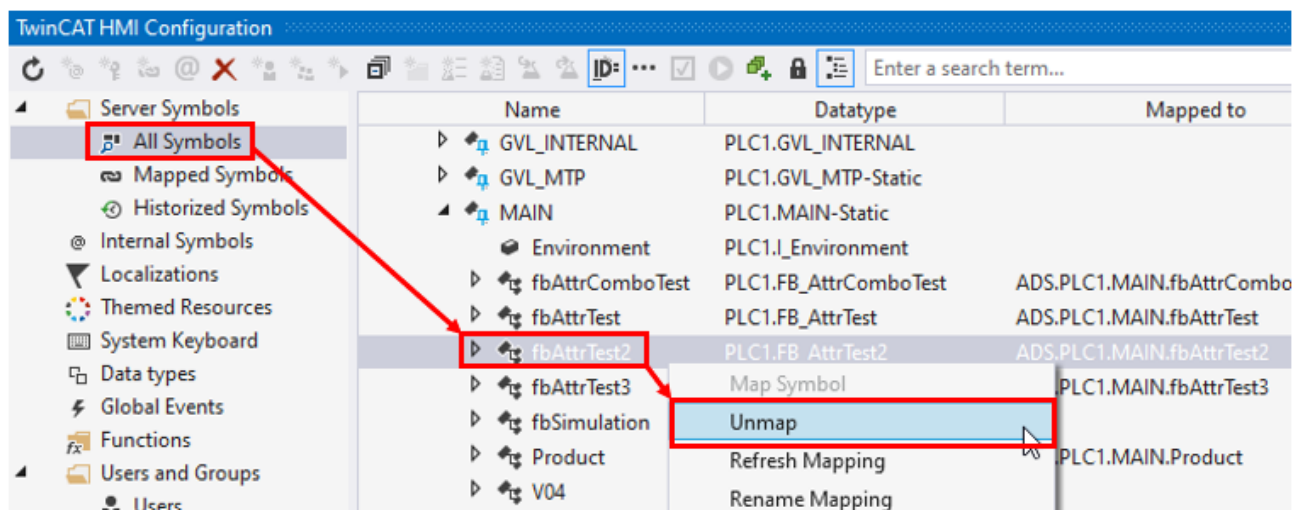 TwinCAT HMI Configuration
ID: Enter a search term...
Server Symbols
All Symbols
Mapped Symbols
Historized Symbols
Internal Symbols
Localizations
Themed Resources
System Keyboard
Data types
Global Events
Functions
Users and Groups
Users
Name Datatype Mapped to
GVL_INTERNAL PLC1.GVL_INTERNAL
GVL_MTP PLC1.GVL_MTP-Static
MAIN PLC1.MAIN-Static
Environment PLC1.I_Environment
fbAttrComboTest PLC1.FB_AttrComboTest ADS.PLC1.MAIN.fbAttrCombo
fbAttrTest PLC1.FB_AttrTest ADS.PLC1.MAIN.fbAttrTest
fbAttrTest2 PLC1.FB_AttrTest2 ADS.PLC1.MAIN.fbAttrTest2
fbAttrTest3 .PLC1.MAIN.fbAttrTest3
fbSimulation
Product .PLC1.MAIN.Product
V04
Map Symbol
Unmap
Refresh Mapping
Rename Mapping